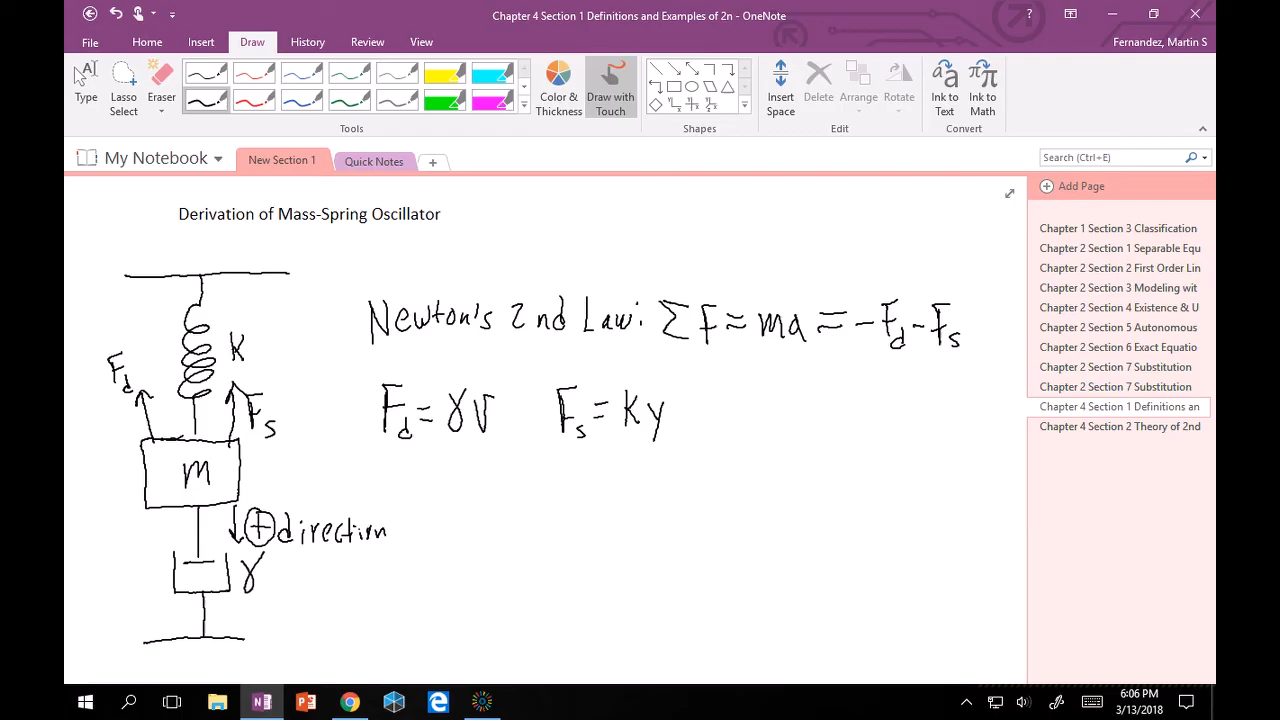 Chapter 4 Section 1 Definitions and Examples of 2n - OneNote
?
File Home Insert Draw History Review View
Fernandez, Martin S
Type
Lasso Select
Eraser
Color & Thickness
Draw with Touch
Insert Space
Delete
Arrange
Rotate
Ink to Text
Ink to Math
Tools
Shapes
Edit
Convert
My Notebook
New Section 1
Quick Notes
+
Search (Ctrl+E)
Add Page
Chapter 1 Section 3 Classification
Chapter 2 Section 1 Separable Equ
Chapter 2 Section 2 First Order Lin
Chapter 2 Section 3 Modeling wit
Chapter 4 Section 4 Existence & U
Chapter 2 Section 5 Autonomous
Chapter 2 Section 6 Exact Equatio
Chapter 7 Substitution
Chapter 7 Substitution
Chapter 4 Section 1 Definitions an
Chapter 4 Section 2 Theory of 2nd
Derivation of Mass-Spring Oscillator
Newton's 2nd Law: ΣF = ma = -F_d - F_s
F_d = γv F_s = Ky
K
F_d
F_s
m
⊕ direction
γ
6:06 PM
3/13/2018